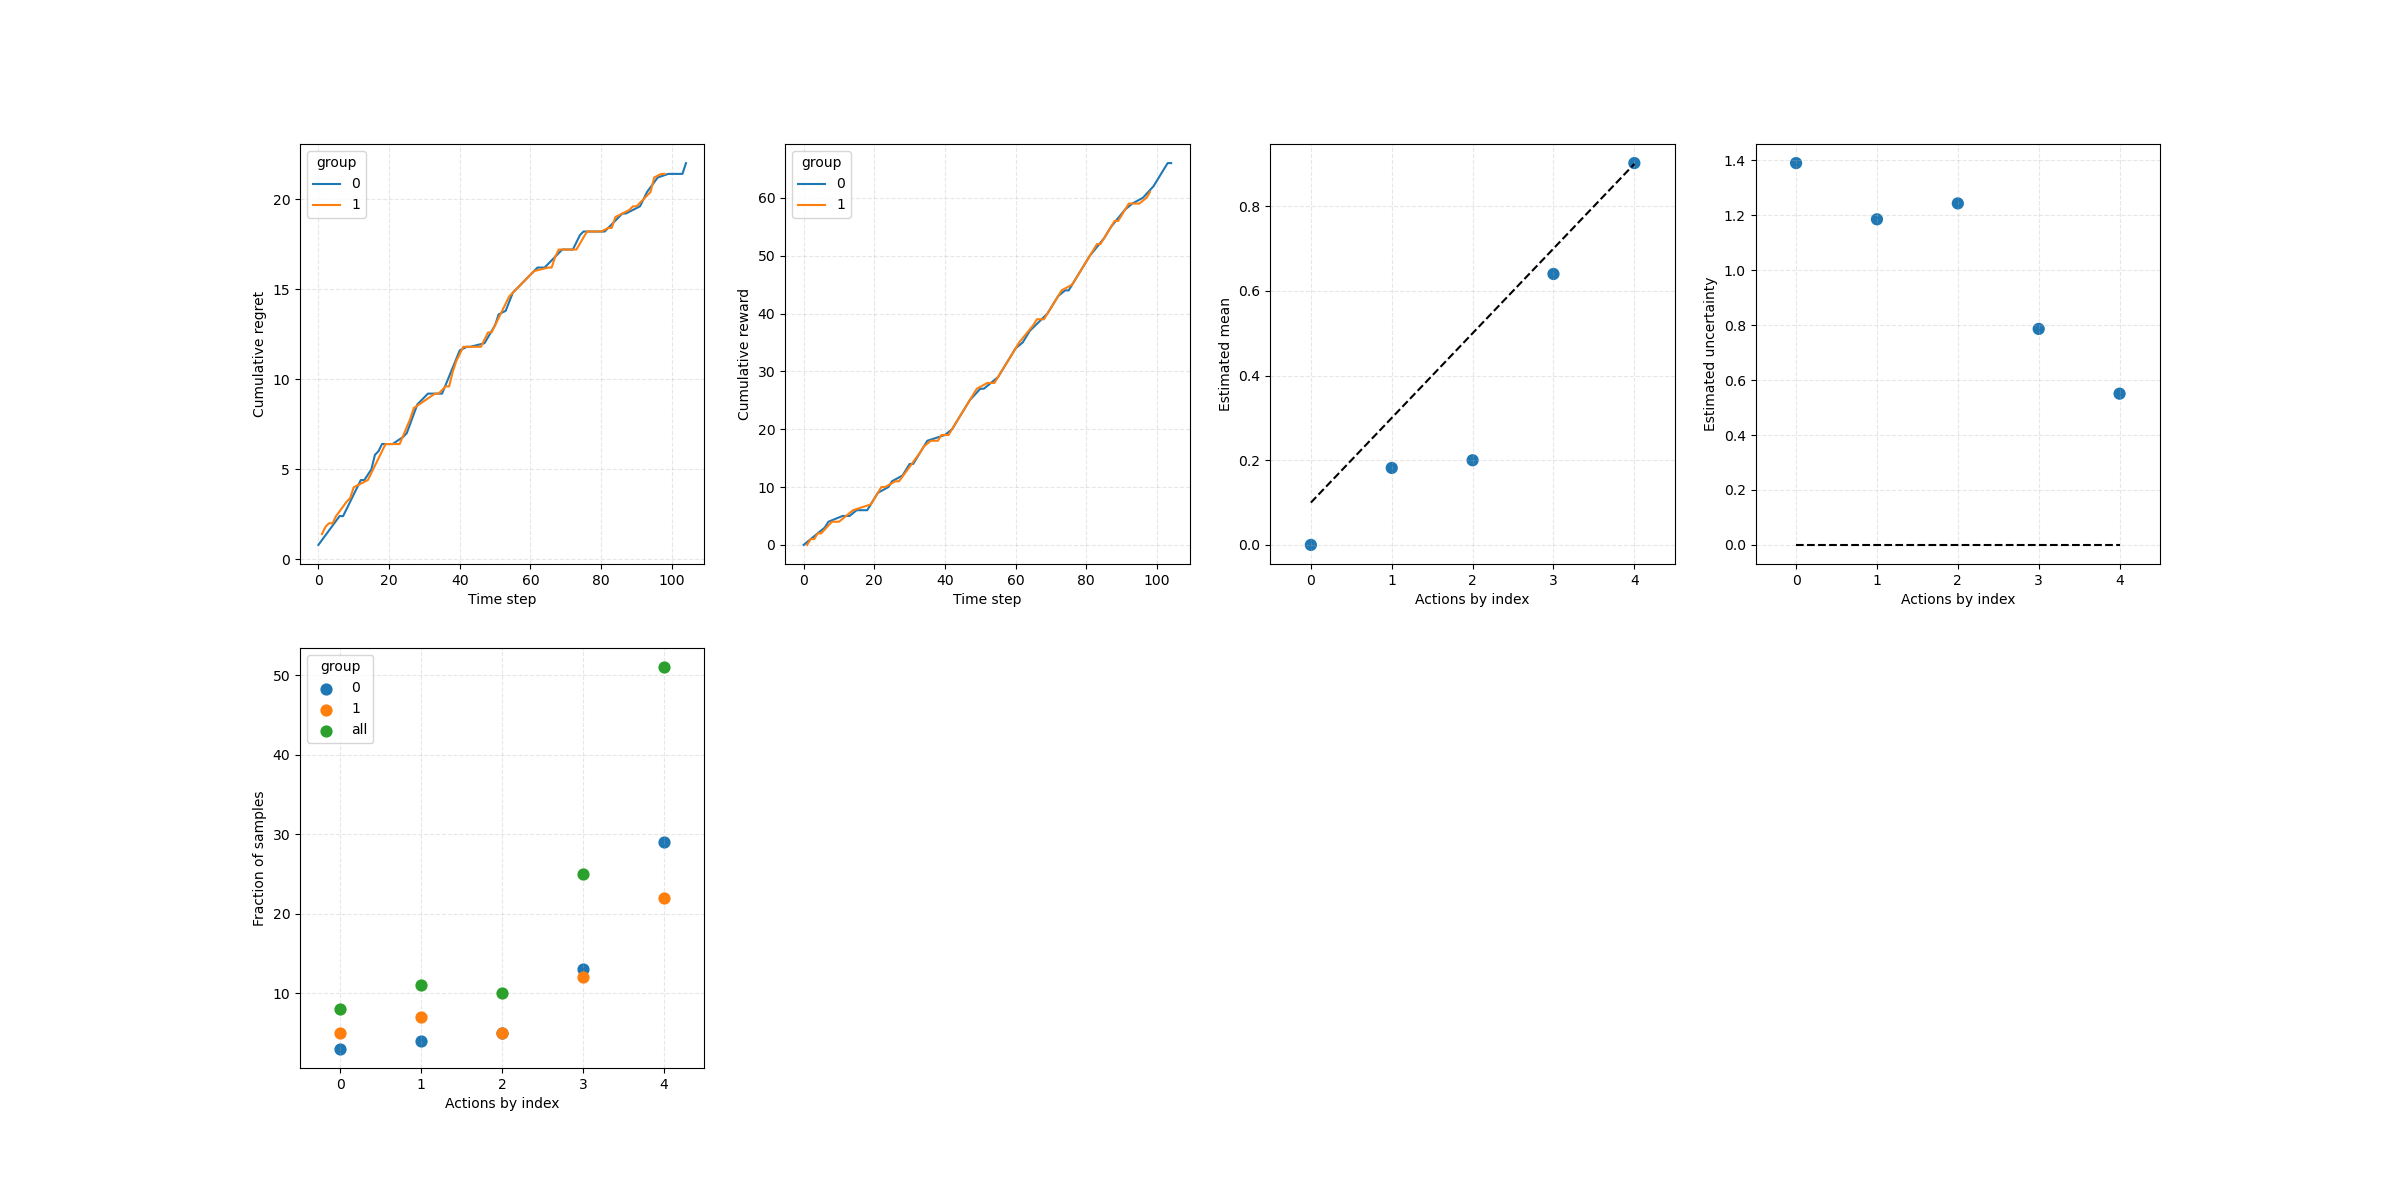 group
0
1
20
15
10
5
0
Cumulative regret
0 20 40 60 80 100
Time step
group
0
1
60
50
40
30
20
10
0
Cumulative reward
0 20 40 60 80 100
Time step
0.8
0.6
0.4
0.2
0.0
Estimated mean
0 1 2 3 4
Actions by index
1.4
1.2
1.0
0.8
0.6
0.4
0.2
0.0
Estimated uncertainty
0 1 2 3 4
Actions by index
group
0
1
all
50
40
30
20
10
Fraction of samples
0 1 2 3 4
Actions by index